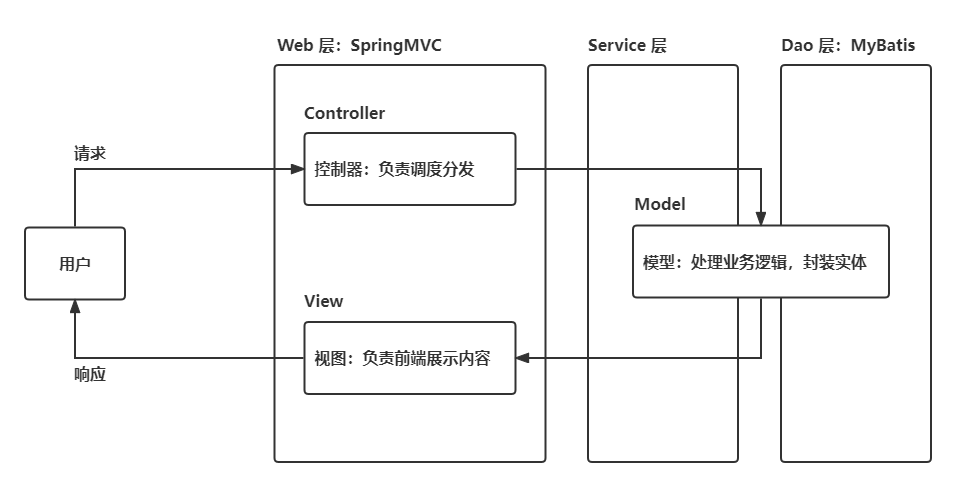 Web 层：SpringMVC
Service 层
Dao 层：MyBatis
Controller
请求
控制器：负责调度分发
Model
用户
模型：处理业务逻辑，封装实体
View
视图：负责前端展示内容
响应